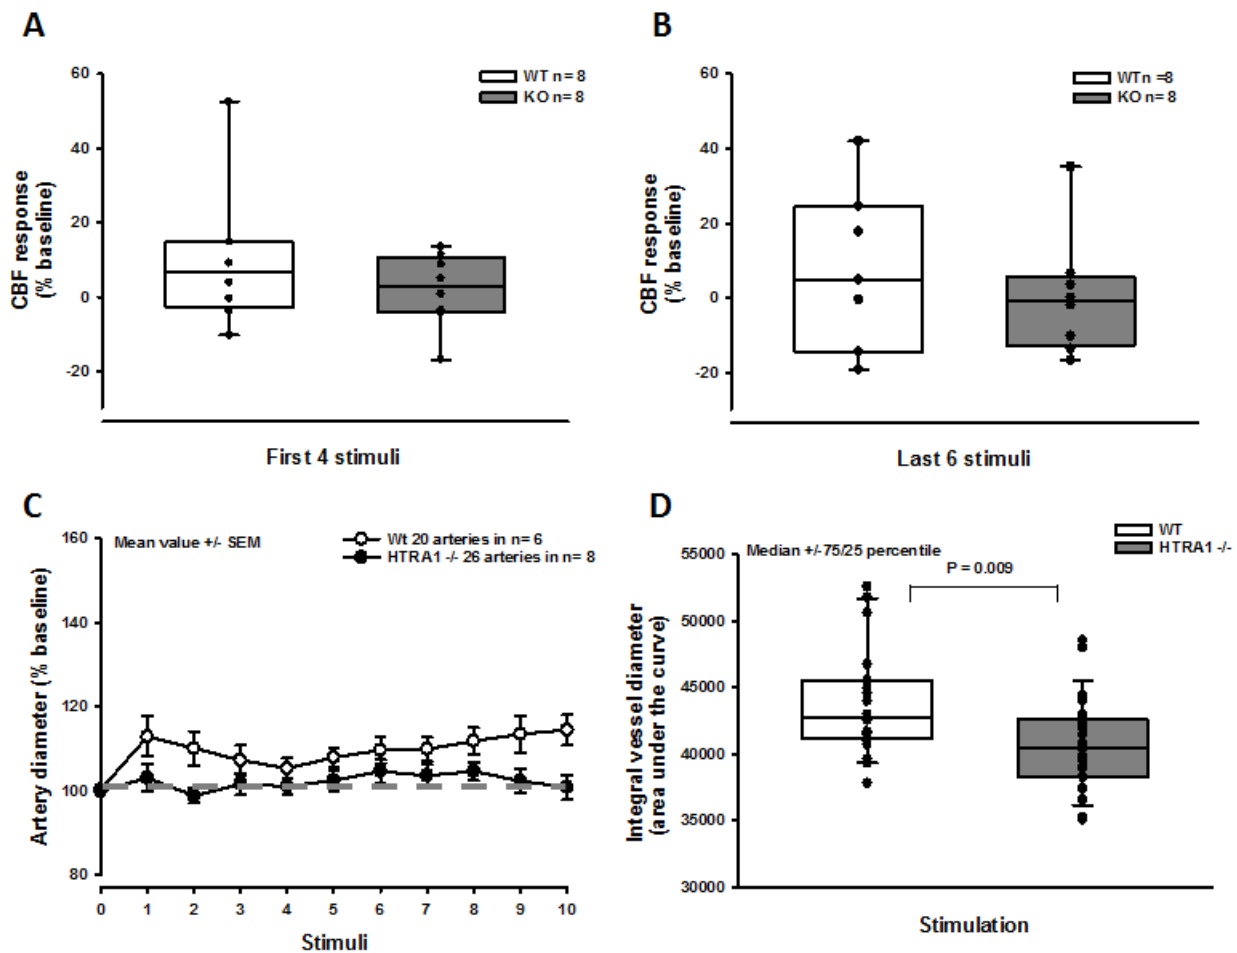 A
60
40
20
0
-20
CBF response
(% baseline)
WT n= 8
KO n= 8
First 4 stimuli
B
60
40
20
0
-20
CBF response
(% baseline)
WTn =8
KO n= 8
Last 6 stimuli
C
160
140
120
100
80
Artery diameter (% baseline)
Mean value +/- SEM
Wt 20 arteries in n= 6
HTRA1 -/- 26 arteries in n= 8
0 1 2 3 4 5 6 7 8 9 10
Stimuli
D
55000
50000
45000
40000
35000
30000
Integral vessel diameter
(area under the curve)
Median +/-75/25 percentile
WT
HTRA1 -/-
P = 0.009
Stimulation